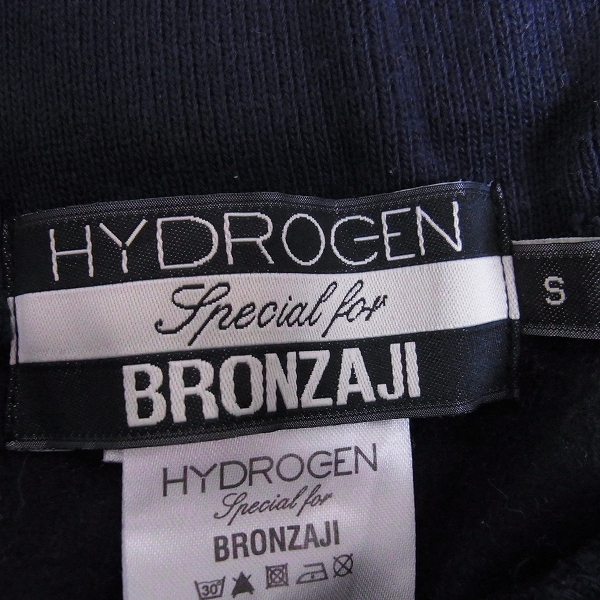 HYDROGEN
Special for
BRONZAJI
S
HYDROGEN
Special for
BRONZAJI
30°